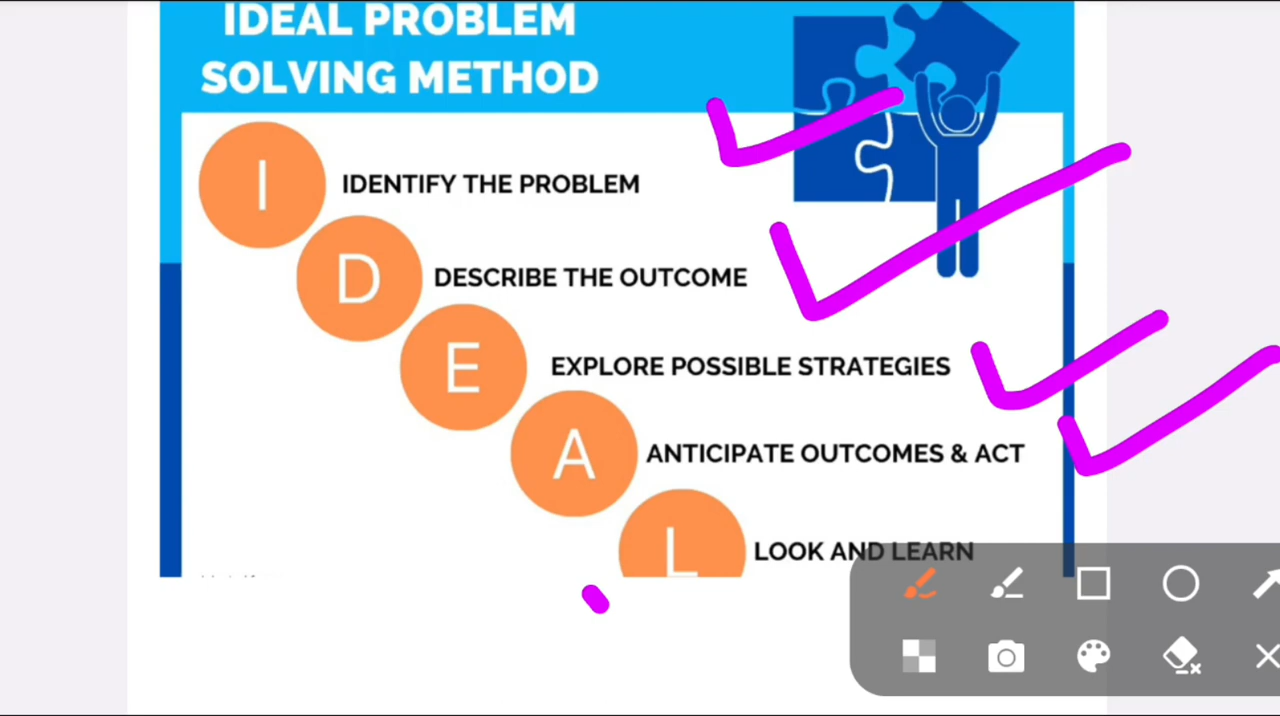 IDEAL PROBLEM
SOLVING METHOD
I
IDENTIFY THE PROBLEM
D
DESCRIBE THE OUTCOME
E
EXPLORE POSSIBLE STRATEGIES
A
ANTICIPATE OUTCOMES & ACT
L
LOOK AND LEARN